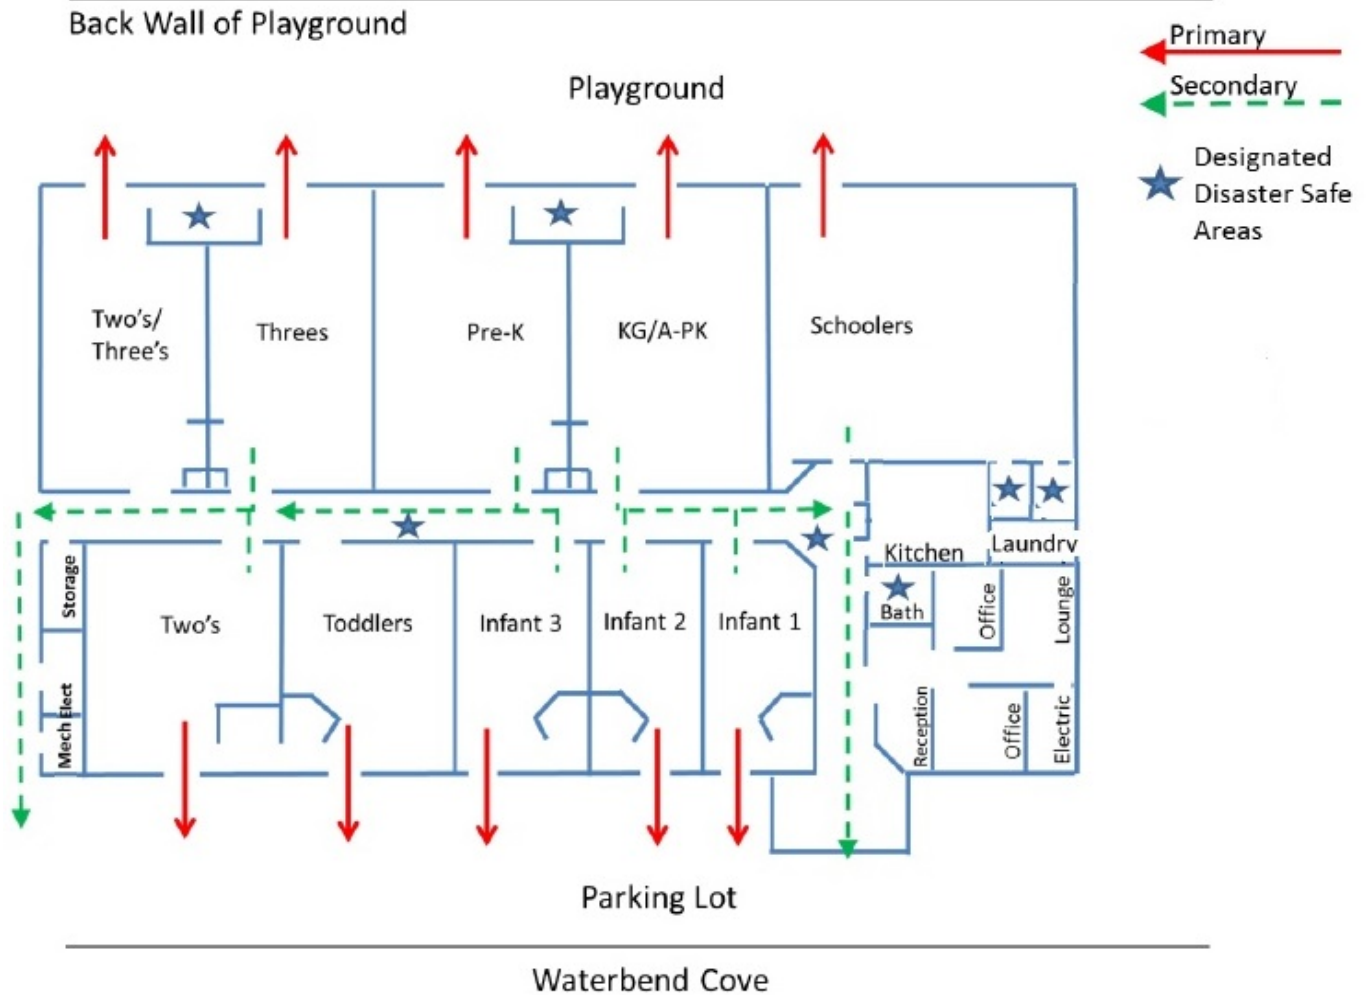 Back Wall of Playground
Playground
Primary
Secondary
Designated
Disaster Safe
Areas
Two's/
Three's
Threes
Pre-K
KG/A-PK
Schoolers
Kitchen
Laundry
Storage
Two's
Toddlers
Infant 3
Infant 2
Infant 1
Bath
Office
Lounge
Mech Elect
Reception
Office
Electric
Parking Lot
Waterbend Cove